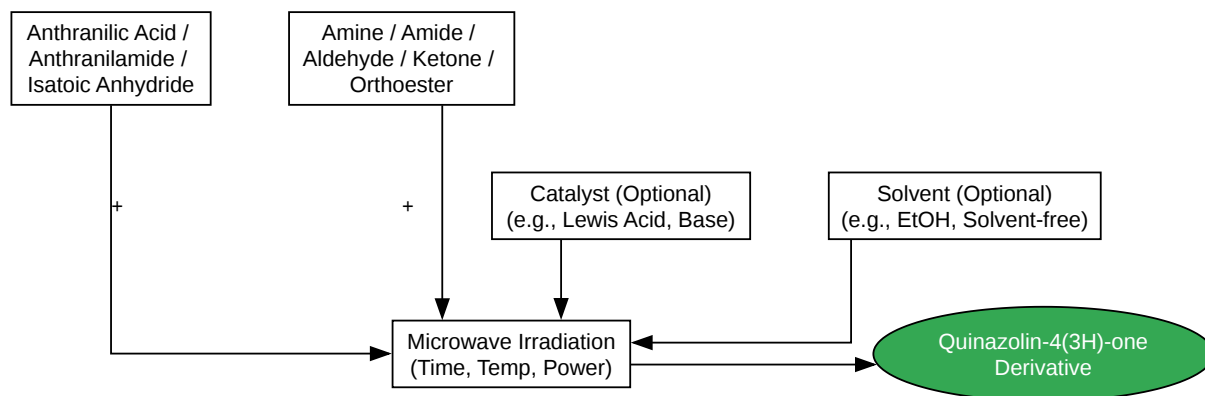 Anthranilic Acid /
Anthranilamide /
Isatoic Anhydride
Amine / Amide /
Aldehyde / Ketone /
Orthoester
+
+
Catalyst (Optional)
(e.g., Lewis Acid, Base)
Solvent (Optional)
(e.g., EtOH, Solvent-free)
Microwave Irradiation
(Time, Temp, Power)
Quinazolin-4(3H)-one
Derivative